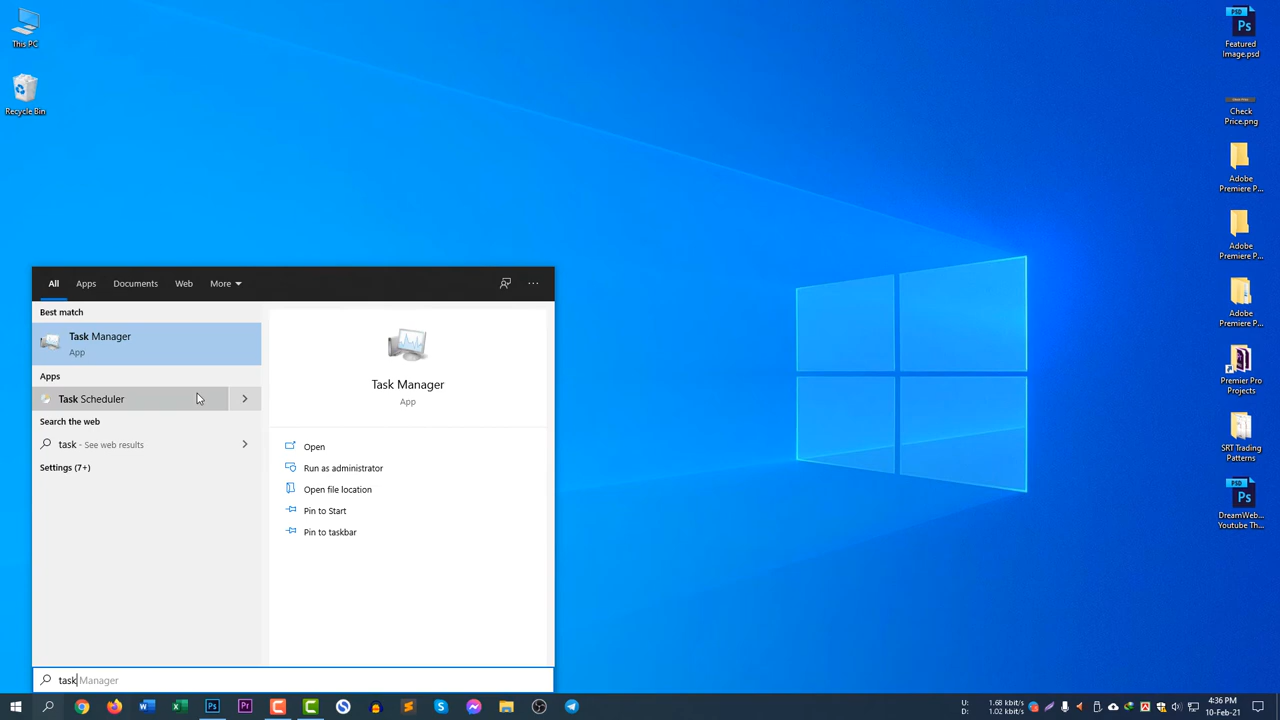 This PC
Recycle Bin
PSD
Ps
Featured
Image.psd
Check
Price.png
Adobe
Premiere P...
Adobe
Premiere P...
Adobe
Premiere P...
Premier Pro
Projects
SRT Trading
Patterns
PSD
Ps
DreamWeb...
Youtube Th...
All
Apps
Documents
Web
More
Best match
Task Manager
App
Apps
Task Scheduler
Search the web
task - See web results
Settings (7+)
Task Manager
App
Open
Run as administrator
Open file location
Pin to Start
Pin to taskbar
task Manager
U: 1.68 kbit/s
D: 1.02 kbit/s
4:36 PM
10-Feb-21